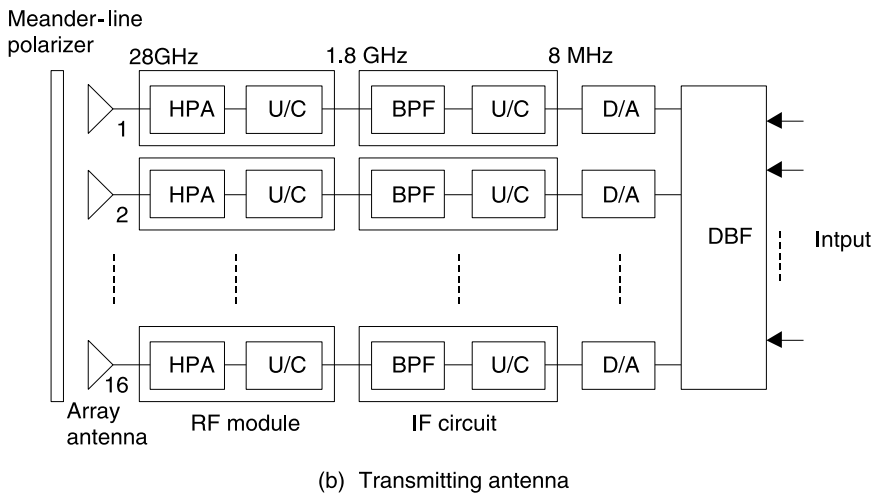 Meander-line
polarizer
28GHz 1.8 GHz 8 MHz
HPA U/C BPF U/C D/A
1
HPA U/C BPF U/C D/A
2
DBF Intput
HPA U/C BPF U/C D/A
16
Array
antenna
RF module IF circuit
(b) Transmitting antenna